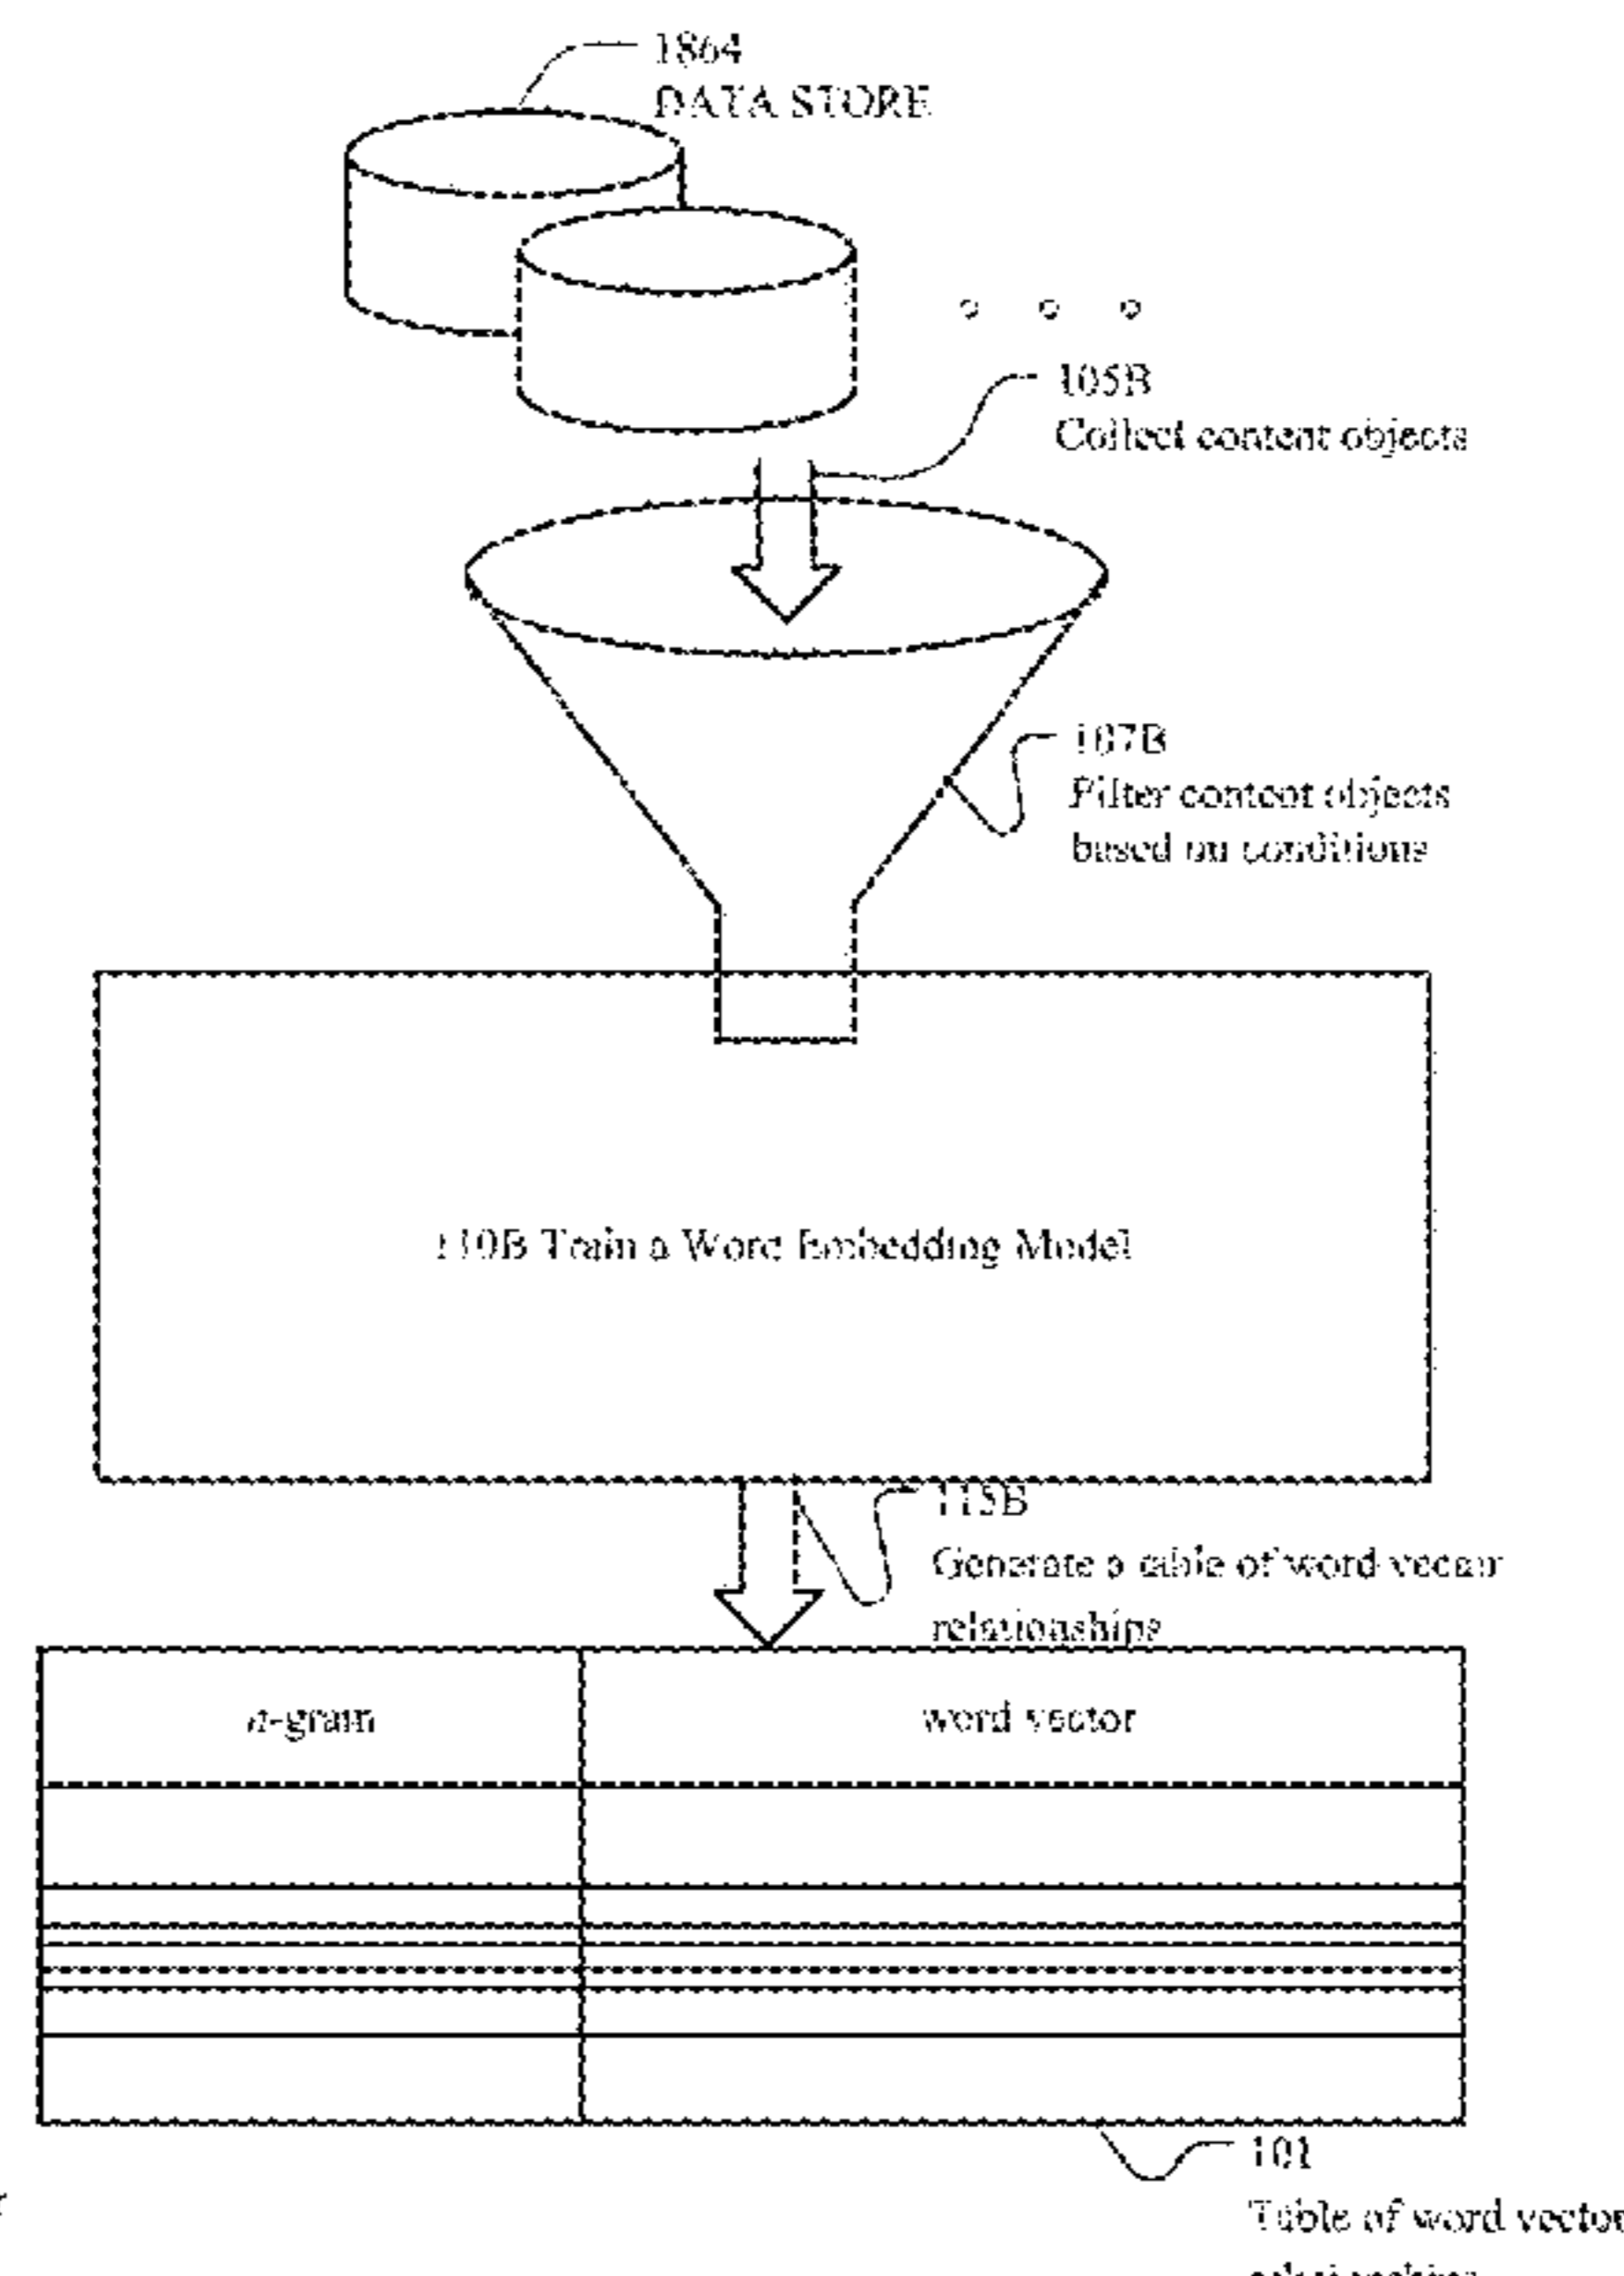 1864
DATA STORE
105B
Collect content objects
107B
Filter content objects
based on conditions
110B Train a Word Embedding Model
115B
Generate a table of word vector
relationships
n-gram
word vector
101
Table of word vector